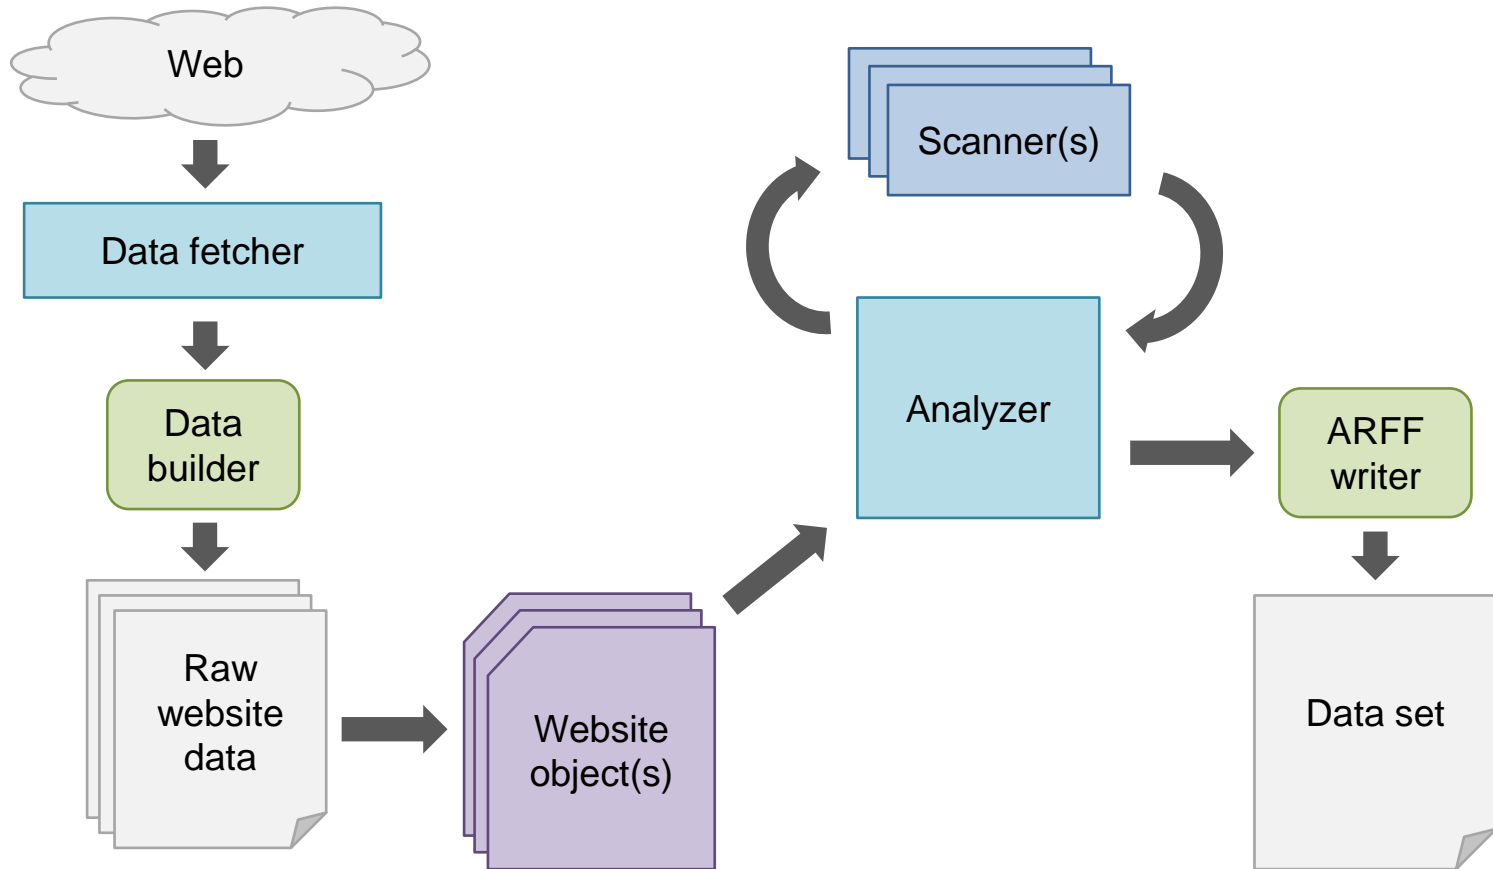 Web
Data fetcher
Data
builder
Raw
website
data
Website
object(s)
Scanner(s)
Analyzer
ARFF
writer
Data set